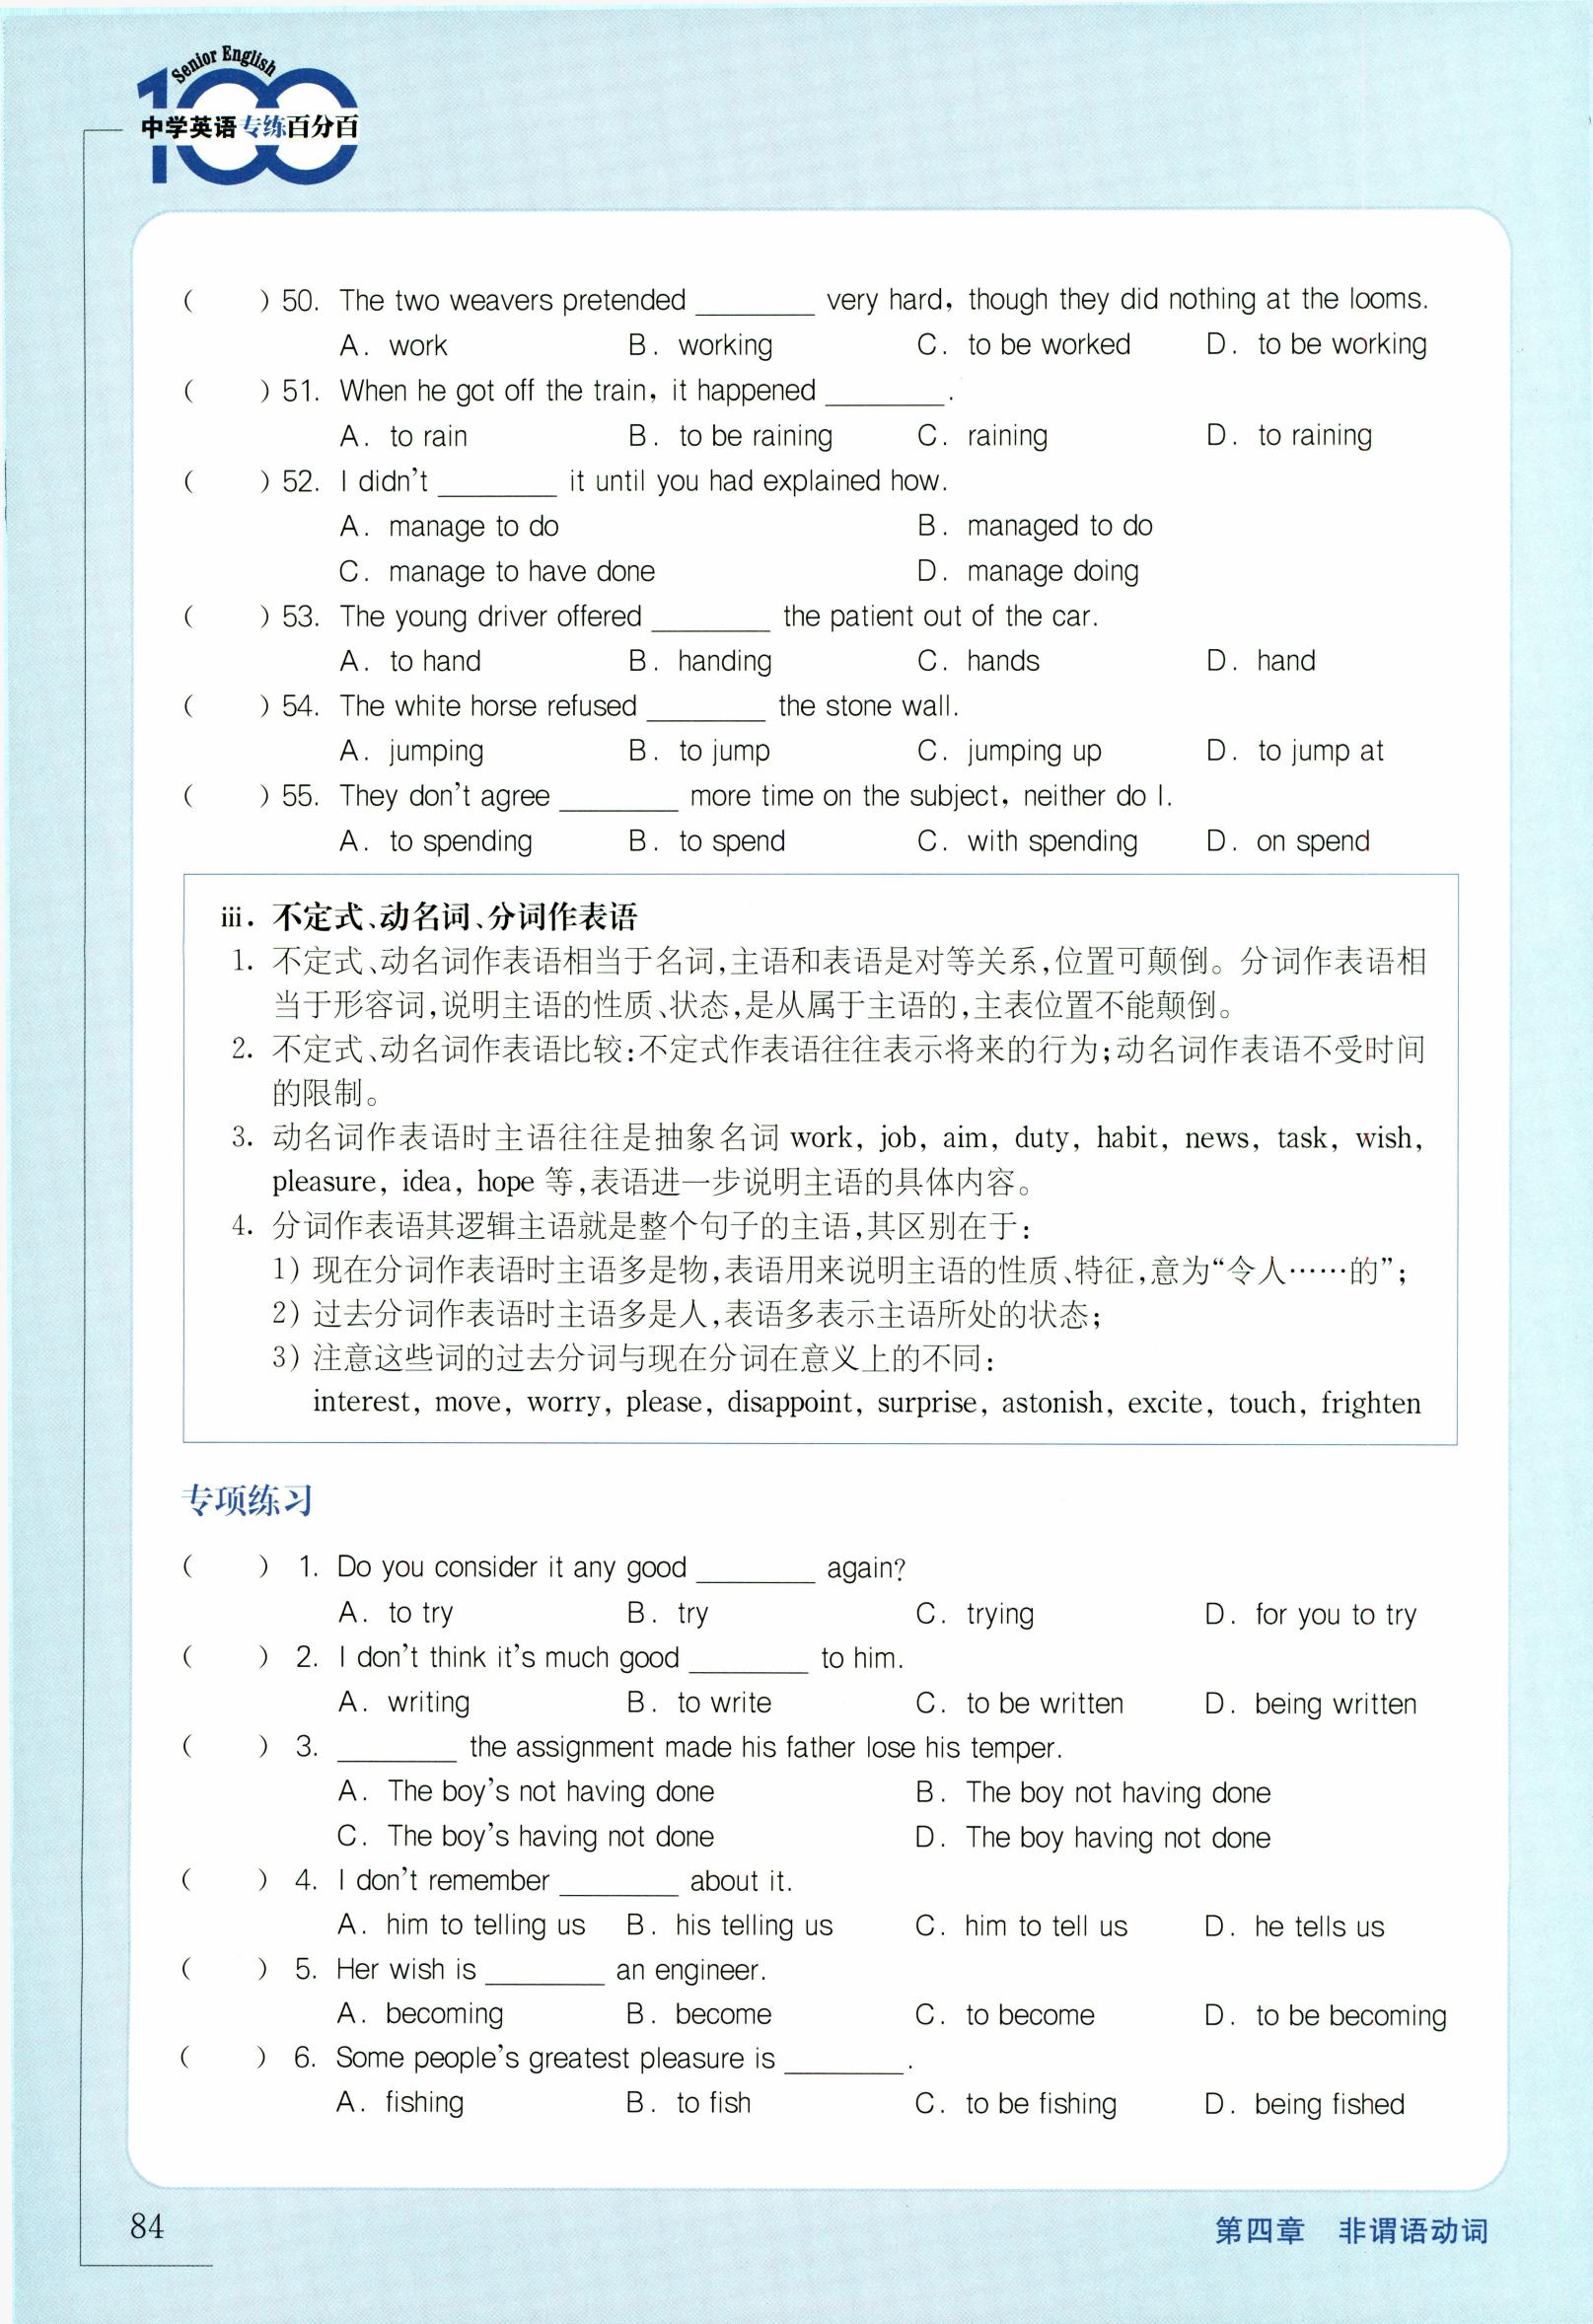 Senior English
100
中学英语专练百分百
(　　) 50. The two weavers pretended ________ very hard, though they did nothing at the looms.
A. work B. working C. to be worked D. to be working
(　　) 51. When he got off the train, it happened ________.
A. to rain B. to be raining C. raining D. to raining
(　　) 52. I didn't ________ it until you had explained how.
A. manage to do B. managed to do
C. manage to have done D. manage doing
(　　) 53. The young driver offered ________ the patient out of the car.
A. to hand B. handing C. hands D. hand
(　　) 54. The white horse refused ________ the stone wall.
A. jumping B. to jump C. jumping up D. to jump at
(　　) 55. They don't agree ________ more time on the subject, neither do I.
A. to spending B. to spend C. with spending D. on spend
iii. 不定式、动名词、分词作表语
1. 不定式、动名词作表语相当于名词,主语和表语是对等关系,位置可颠倒。分词作表语相
当于形容词,说明主语的性质、状态,是从属于主语的,主表位置不能颠倒。
2. 不定式、动名词作表语比较:不定式作表语往往表示将来的行为;动名词作表语不受时间
的限制。
3. 动名词作表语时主语往往是抽象名词 work, job, aim, duty, habit, news, task, wish,
pleasure, idea, hope 等,表语进一步说明主语的具体内容。
4. 分词作表语其逻辑主语就是整个句子的主语,其区别在于:
1) 现在分词作表语时主语多是物,表语用来说明主语的性质、特征,意为“令人……的”;
2) 过去分词作表语时主语多是人,表语多表示主语所处的状态;
3) 注意这些词的过去分词与现在分词在意义上的不同:
interest, move, worry, please, disappoint, surprise, astonish, excite, touch, frighten
专项练习
(　　) 1. Do you consider it any good ________ again?
A. to try B. try C. trying D. for you to try
(　　) 2. I don't think it's much good ________ to him.
A. writing B. to write C. to be written D. being written
(　　) 3. ________ the assignment made his father lose his temper.
A. The boy's not having done B. The boy not having done
C. The boy's having not done D. The boy having not done
(　　) 4. I don't remember ________ about it.
A. him to telling us B. his telling us C. him to tell us D. he tells us
(　　) 5. Her wish is ________ an engineer.
A. becoming B. become C. to become D. to be becoming
(　　) 6. Some people's greatest pleasure is ________.
A. fishing B. to fish C. to be fishing D. being fished
84
第四章 非谓语动词